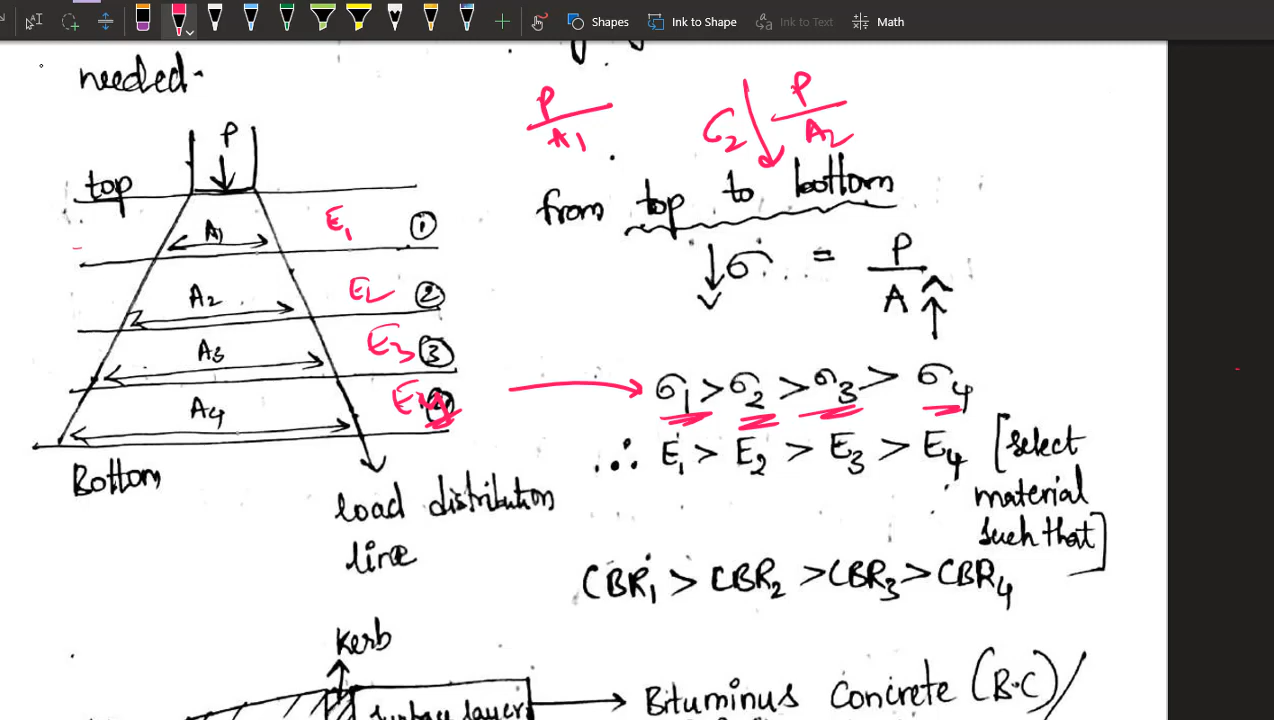 Shapes Ink to Shape Ink to Text Math
needed.
P
A1
σ2 P
A2
P
top
from top to bottom
A1 E1 ①
↓σ = P
A
A2 E2 ②
A3 E3 ③
σ1 > σ2 > σ3 > σ4
A4 E4
∴ E1 > E2 > E3 > E4 [select
material
such that]
Bottom
load distribution
line
CBR1 > CBR2 > CBR3 > CBR4
Kerb
surface layer
Bituminus Concrete (B.C)/